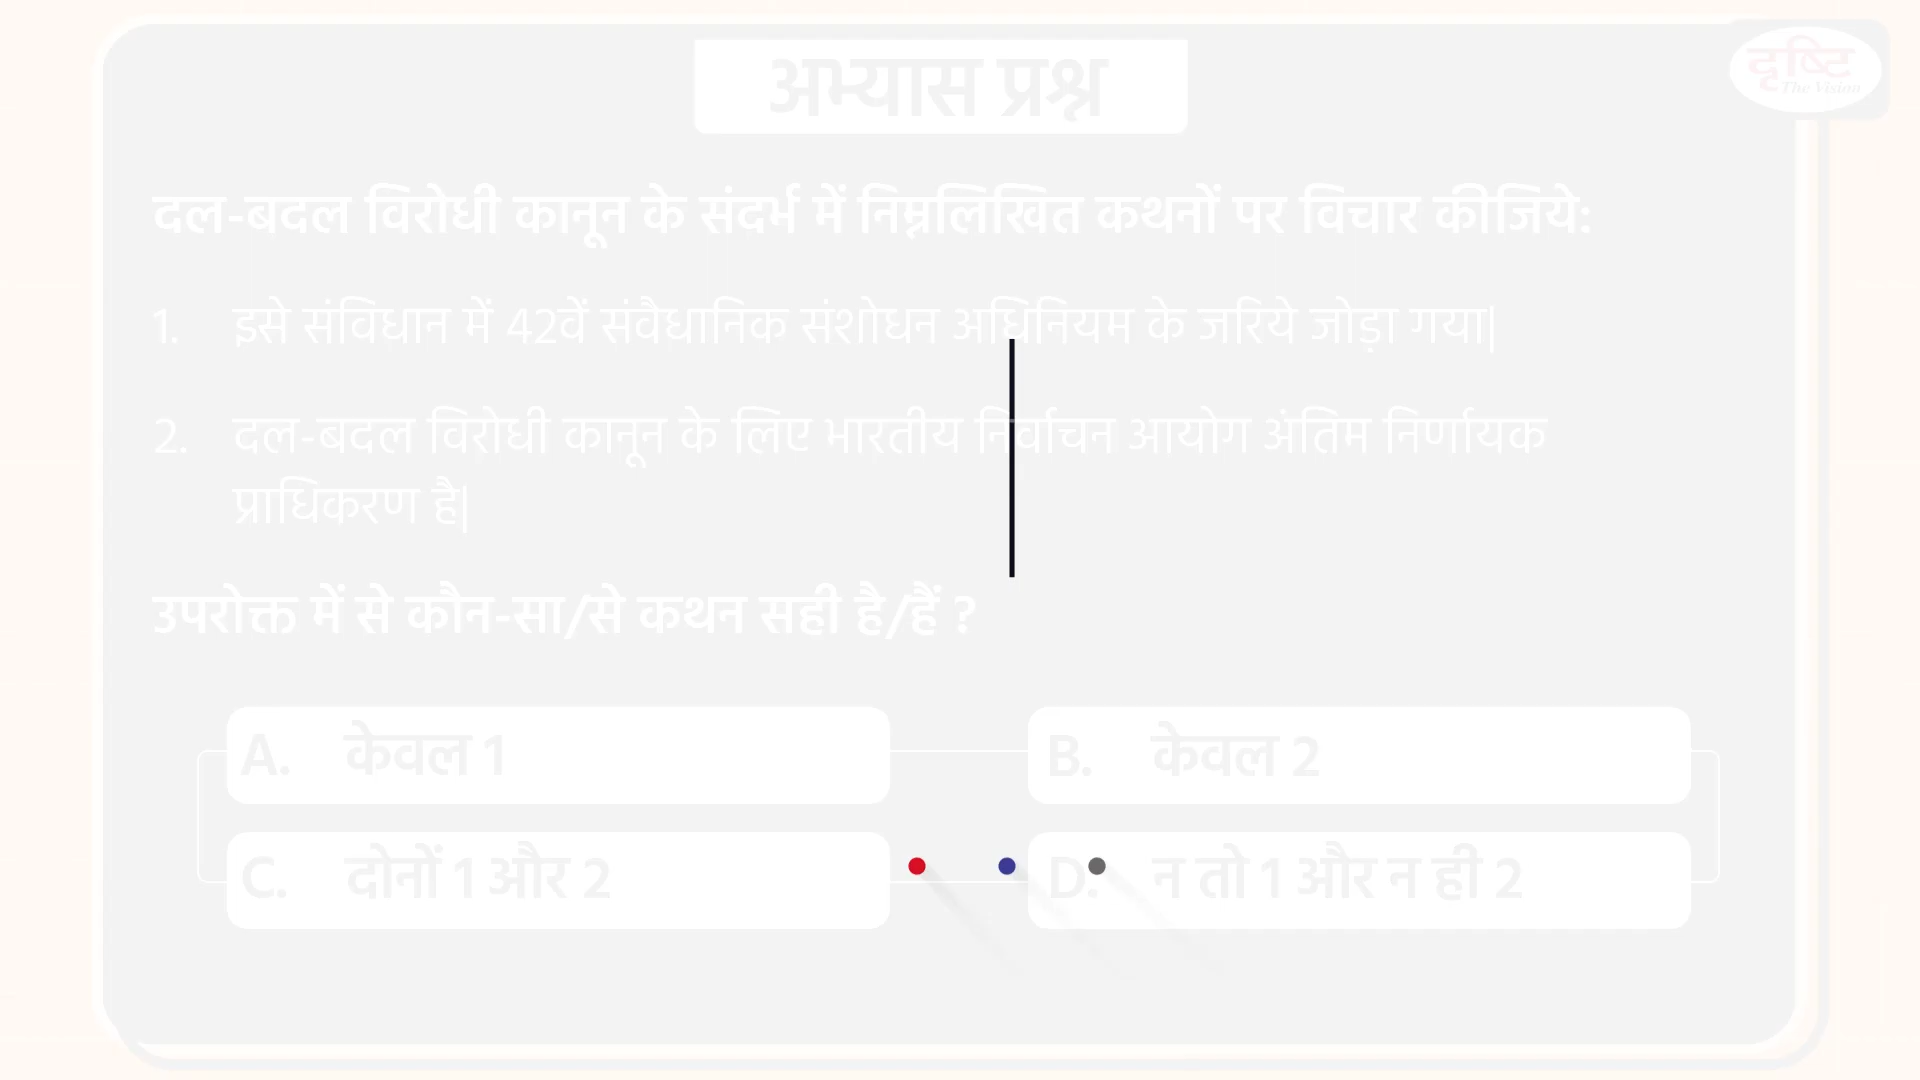 अभ्यास प्रश्न
दृष्टि
The Vision
दल-बदल विरोधी कानून के संदर्भ में निम्नलिखित कथनों पर विचार कीजिये:
1. इसे संविधान में 42वें संवैधानिक संशोधन अधिनियम के जरिये जोड़ा गया|
2. दल-बदल विरोधी कानून के लिए भारतीय निर्वाचन आयोग अंतिम निर्णायक
प्राधिकरण है|
उपरोक्त में से कौन-सा/से कथन सही है/हैं ?
A. केवल 1
B. केवल 2
C. दोनों 1 और 2
D. न तो 1 और न ही 2